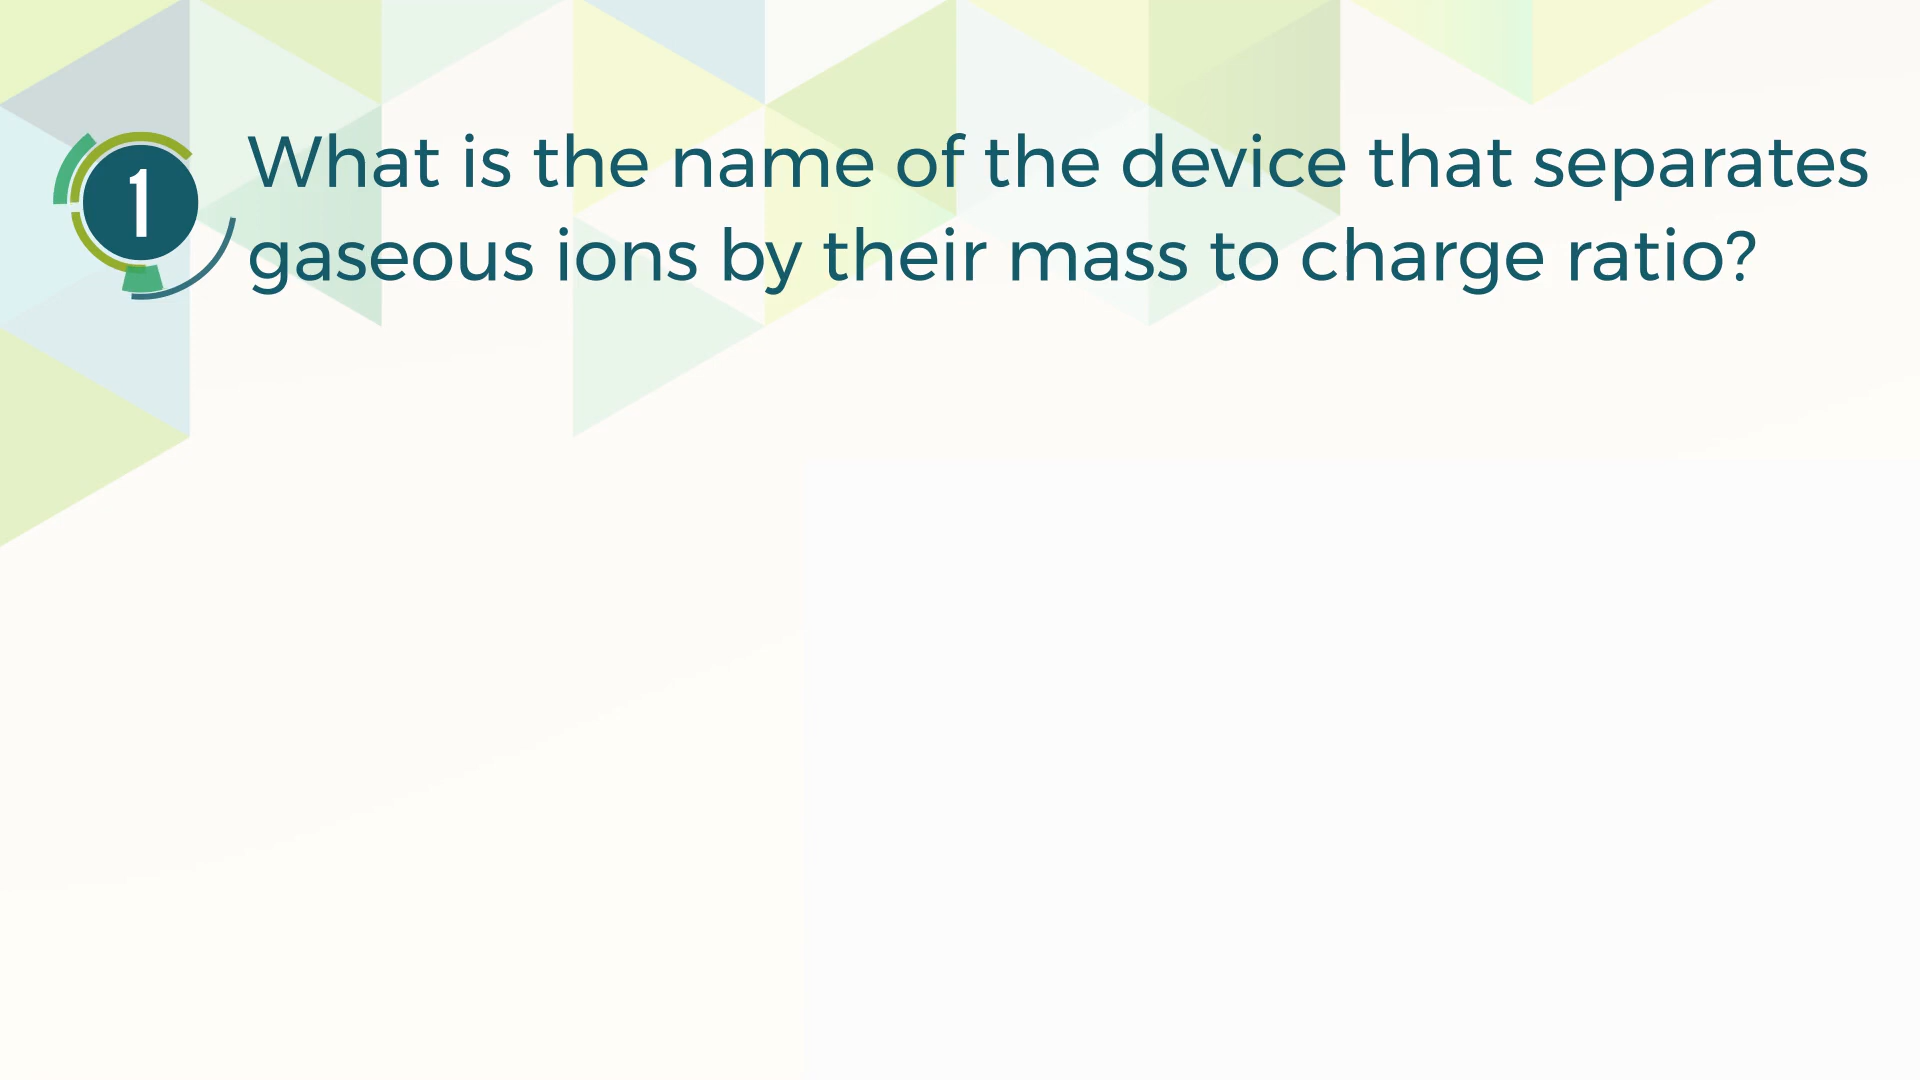 1
What is the name of the device that separates
gaseous ions by their mass to charge ratio?